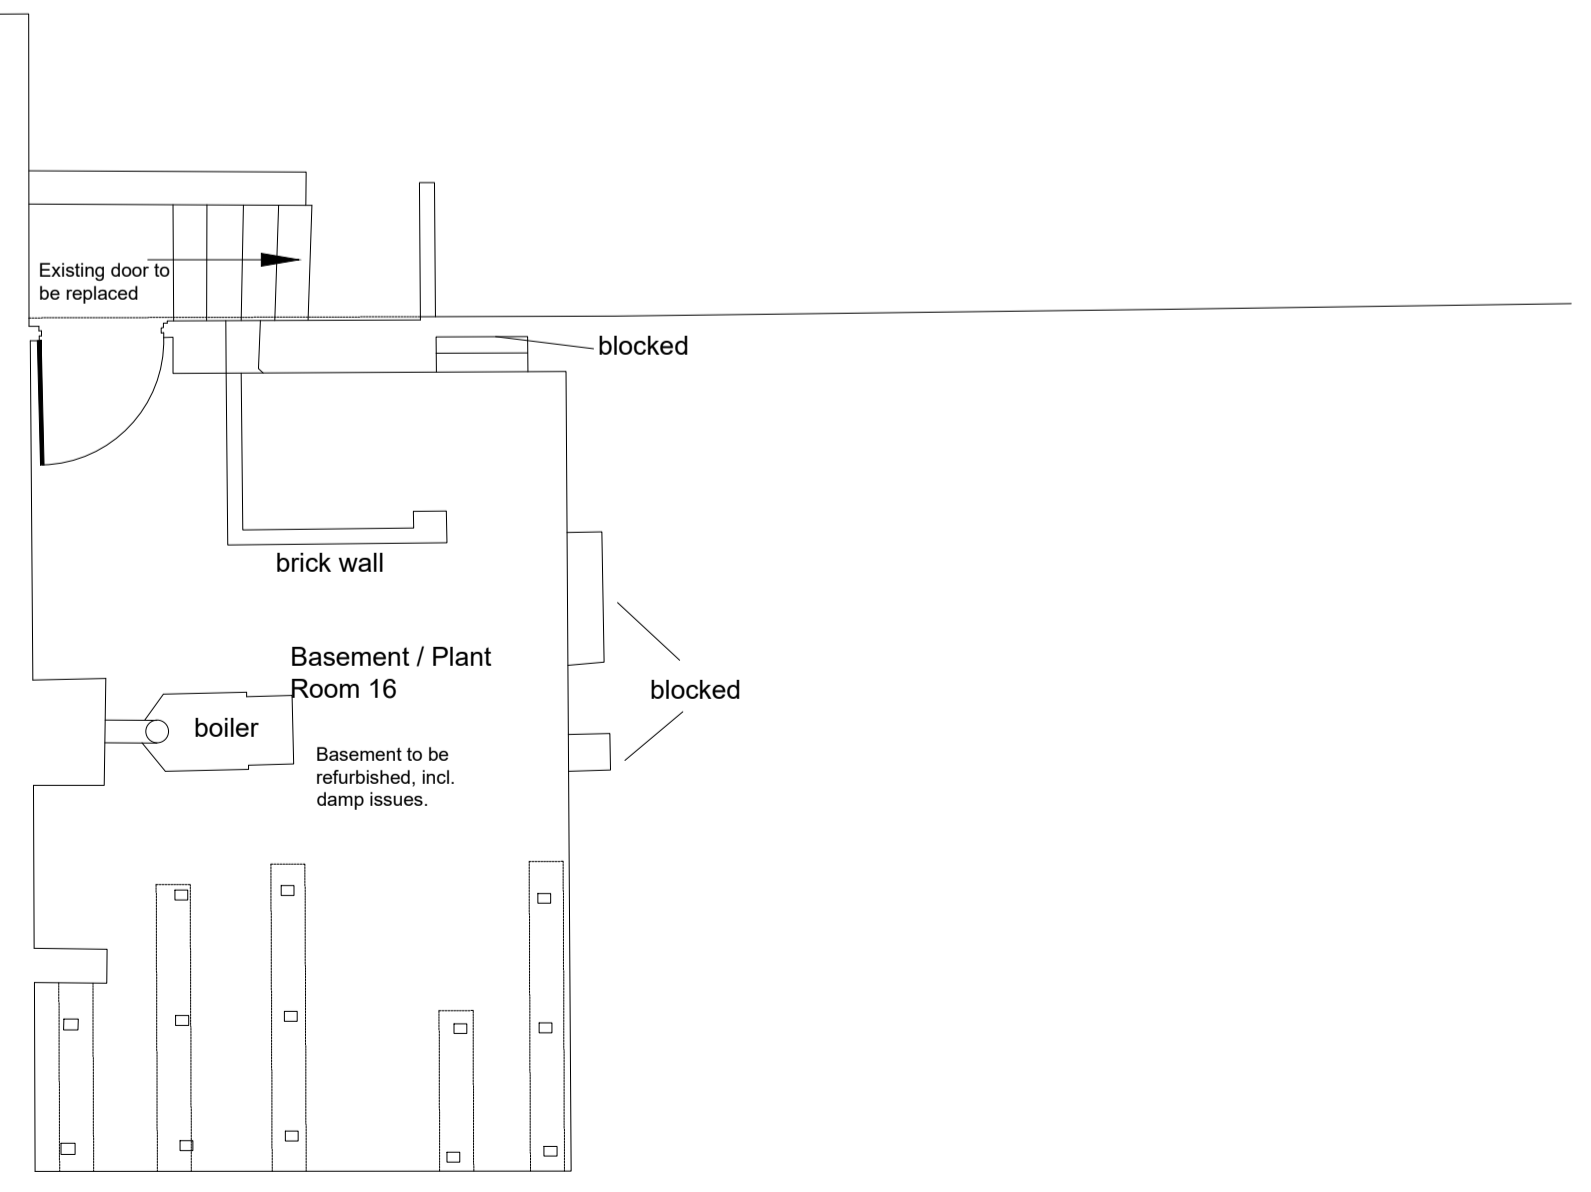 Existing door to
be replaced
blocked
brick wall
Basement / Plant
Room 16
blocked
boiler
Basement to be
refurbished, incl.
damp issues.